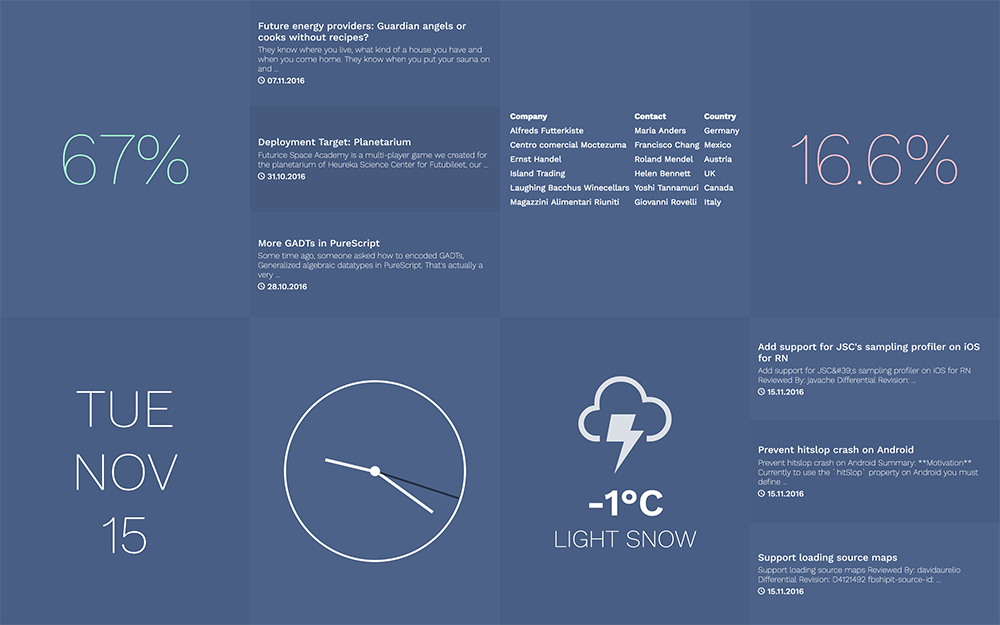 67%
Future energy providers: Guardian angels or
cooks without recipes?
They know where you live, what kind of a house you have and
when you come home. They know when you put your sauna on
and ...
07.11.2016
Deployment Target: Planetarium
Futurice Space Academy is a multi-player game we created for
the planetarium of Heureka Science Center for Futubileet, our ...
31.10.2016
More GADTs in PureScript
Some time ago, someone asked how to encoded GADTs,
Generalized algebraic datatypes in PureScript. That's actually a
very ...
28.10.2016
Company Contact Country
Alfreds Futterkiste Maria Anders Germany
Centro comercial Moctezuma Francisco Chang Mexico
Ernst Handel Roland Mendel Austria
Island Trading Helen Bennett UK
Laughing Bacchus Winecellars Yoshi Tannamuri Canada
Magazzini Alimentari Riuniti Giovanni Rovelli Italy
16.6%
TUE
NOV
15
-1°C
LIGHT SNOW
Add support for JSC's sampling profiler on iOS
for RN
Add support for JSC&#39;s sampling profiler on iOS for RN
Reviewed By: javache Differential Revision: ...
15.11.2016
Prevent hitslop crash on Android
Prevent hitslop crash on Android Summary: **Motivation**
Currently to use the `hitSlop` property on Android you must
define ...
15.11.2016
Support loading source maps
Support loading source maps Reviewed By: davidaurelio
Differential Revision: D4121492 fbshipit-source-id: ...
15.11.2016